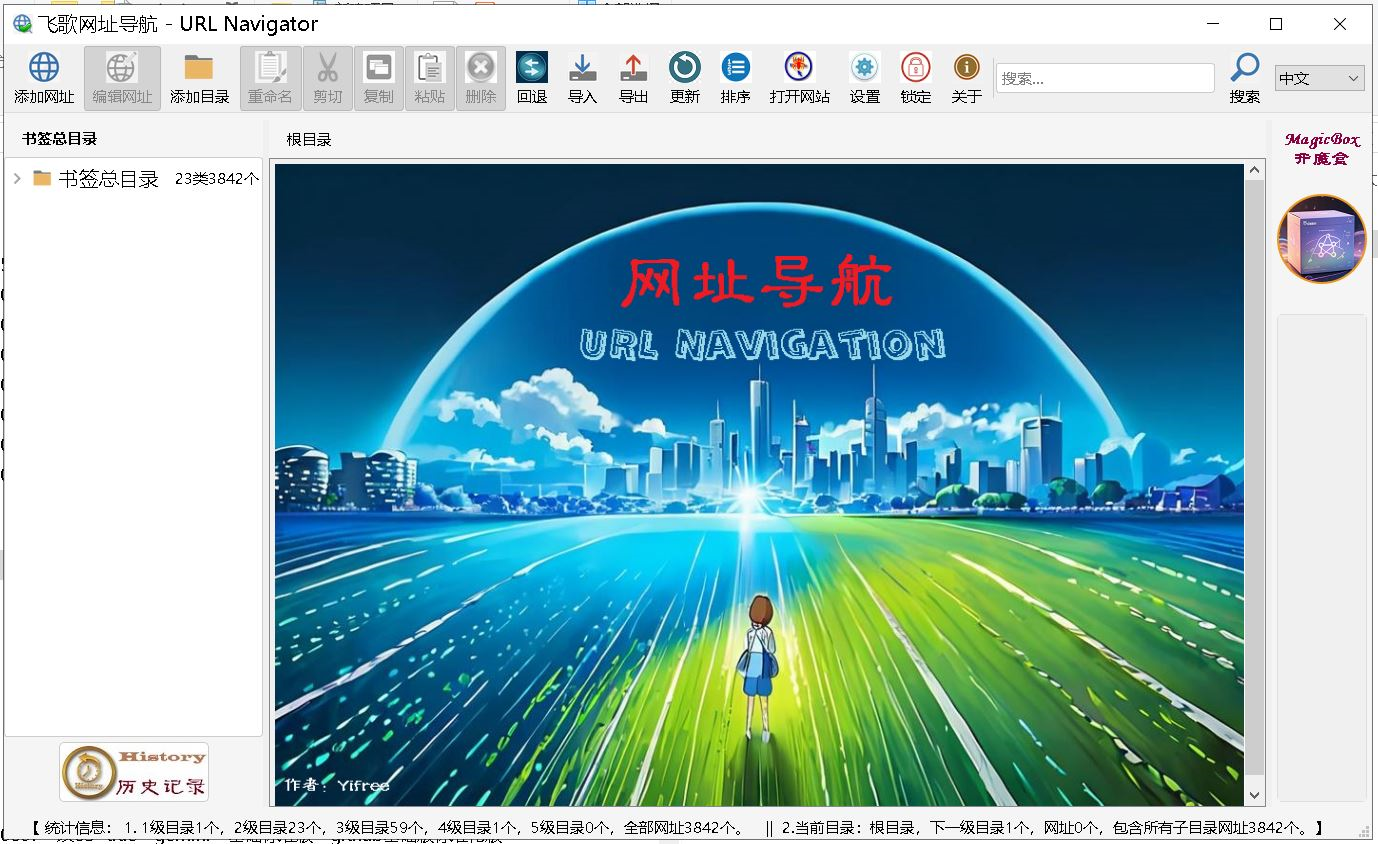 飞歌网址导航 - URL Navigator
添加网址 编辑网址 添加目录 重命名 剪切 复制 粘贴 删除 回退 导入 导出 更新 排序 打开网站 设置 锁定 关于 搜索... 搜索 中文
书签总目录
根目录
MagicBox
开魔盒
书签总目录 23类3842个
网址导航
URL NAVIGATION
作者：Yifree
History
历史记录
【 统计信息： 1. 1级目录1个，2级目录23个，3级目录59个，4级目录1个，5级目录0个，全部网址3842个。 || 2.当前目录：根目录，下一级目录1个，网址0个，包含所有子目录网址3842个。】